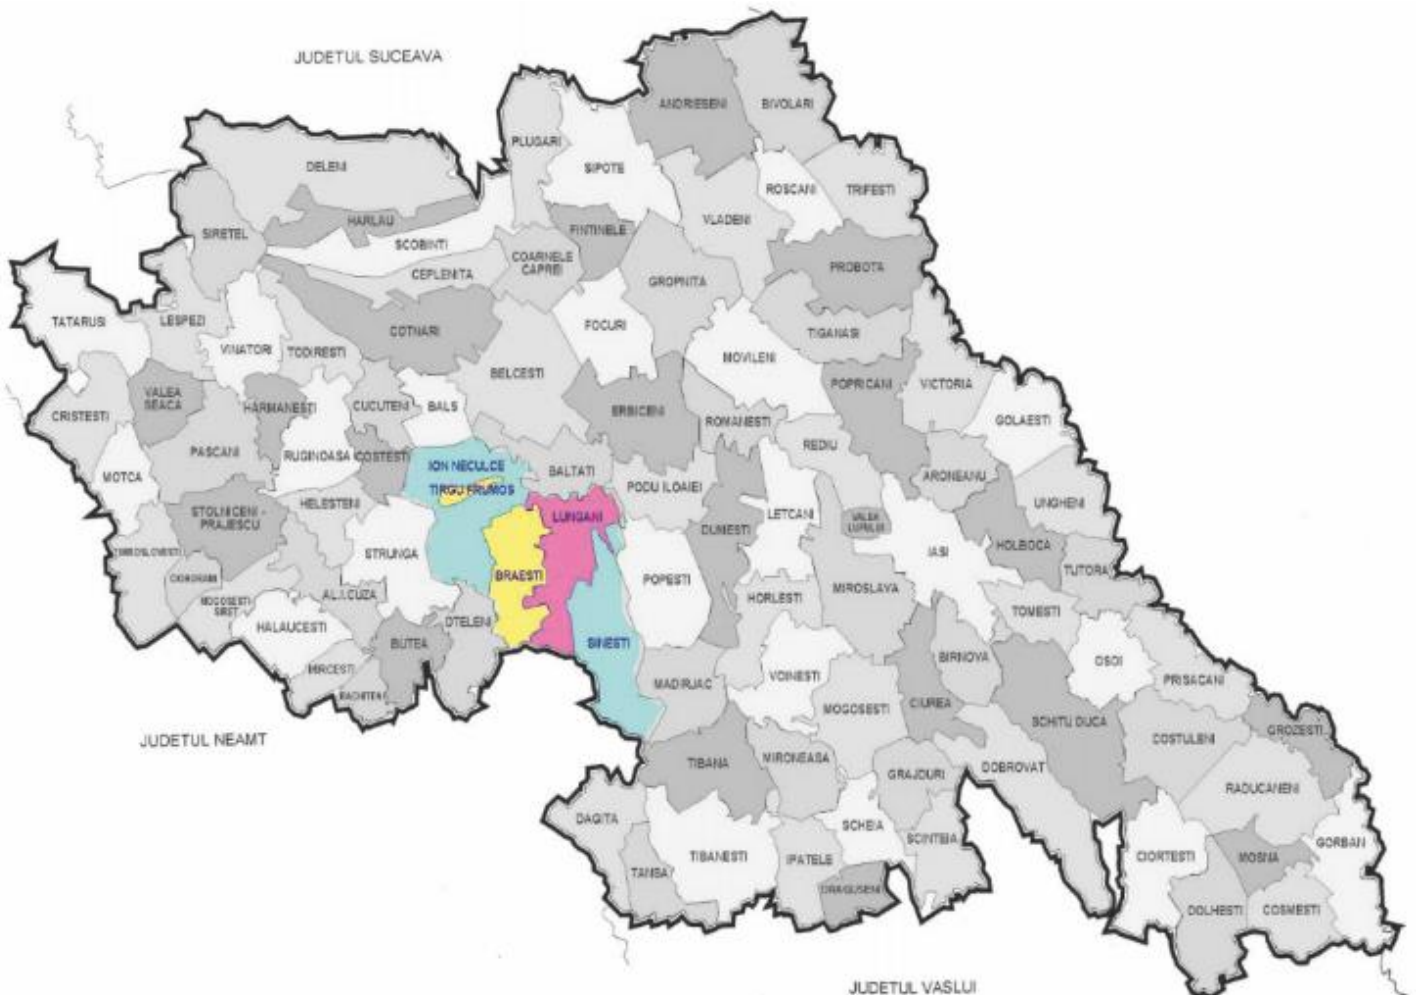 JUDETUL SUCEAVA
ANDRIESENI
BIVOLARI
PLUGARI
DELENI
SIPOTE
ROSCANI
TRIFESTI
HARLAU
VLADENI
SIRETEL
FINTINELE
SCOBINTI
COARNELE
CAPREI
PROBOTA
CEPLENITA
GROPNITA
TATARUSI
LESPEZI
FOCURI
COTNARI
TIGANASI
VINATORI
TODIRESTI
MOVILENI
BELCESTI
POPRICANI
VICTORIA
VALEA
SEACA
HARMANESTI
CUCUTENI
BALS
ERBICENI
CRISTESTI
ROMANESTI
GOLAESTI
REDIU
PASCANI
RUGINOASA
COSTESTI
ION NECULCE
BALTATI
MOTCA
ARONEANU
PODU ILOAIEI
TIRGU FRUMOS
HELESTENI
UNGHENI
STOLNICENI -
PRAJESCU
LUNGANI
LETCANI
VALEA
LUPULUI
DUMESTI
HOLBOCA
STRUNGA
IASI
TUTORA
BRAESTI
POPESTI
MIROSLAVA
AL.I.CUZA
HORLESTI
MOGOSESTI
SIRET
TOMESTI
HALAUCESTI
OTELENI
BUTEA
SINESTI
BIRNOVA
OSOI
MIRCESTI
VOINESTI
PRISACANI
MADIRJAC
CIUREA
MOGOSESTI
SCHITU DUCA
GROZESTI
JUDETUL NEAMT
COSTULENI
TIBANA
MIRONEASA
DOBROVAT
GRAJDURI
RADUCANENI
DAGITA
SCHEIA
SCINTEIA
GORBAN
TIBANESTI
IPATELE
CIORTESTI
MOSNA
TANSA
DRAGUSENI
DOLHESTI
COSMESTI
JUDETUL VASLUI